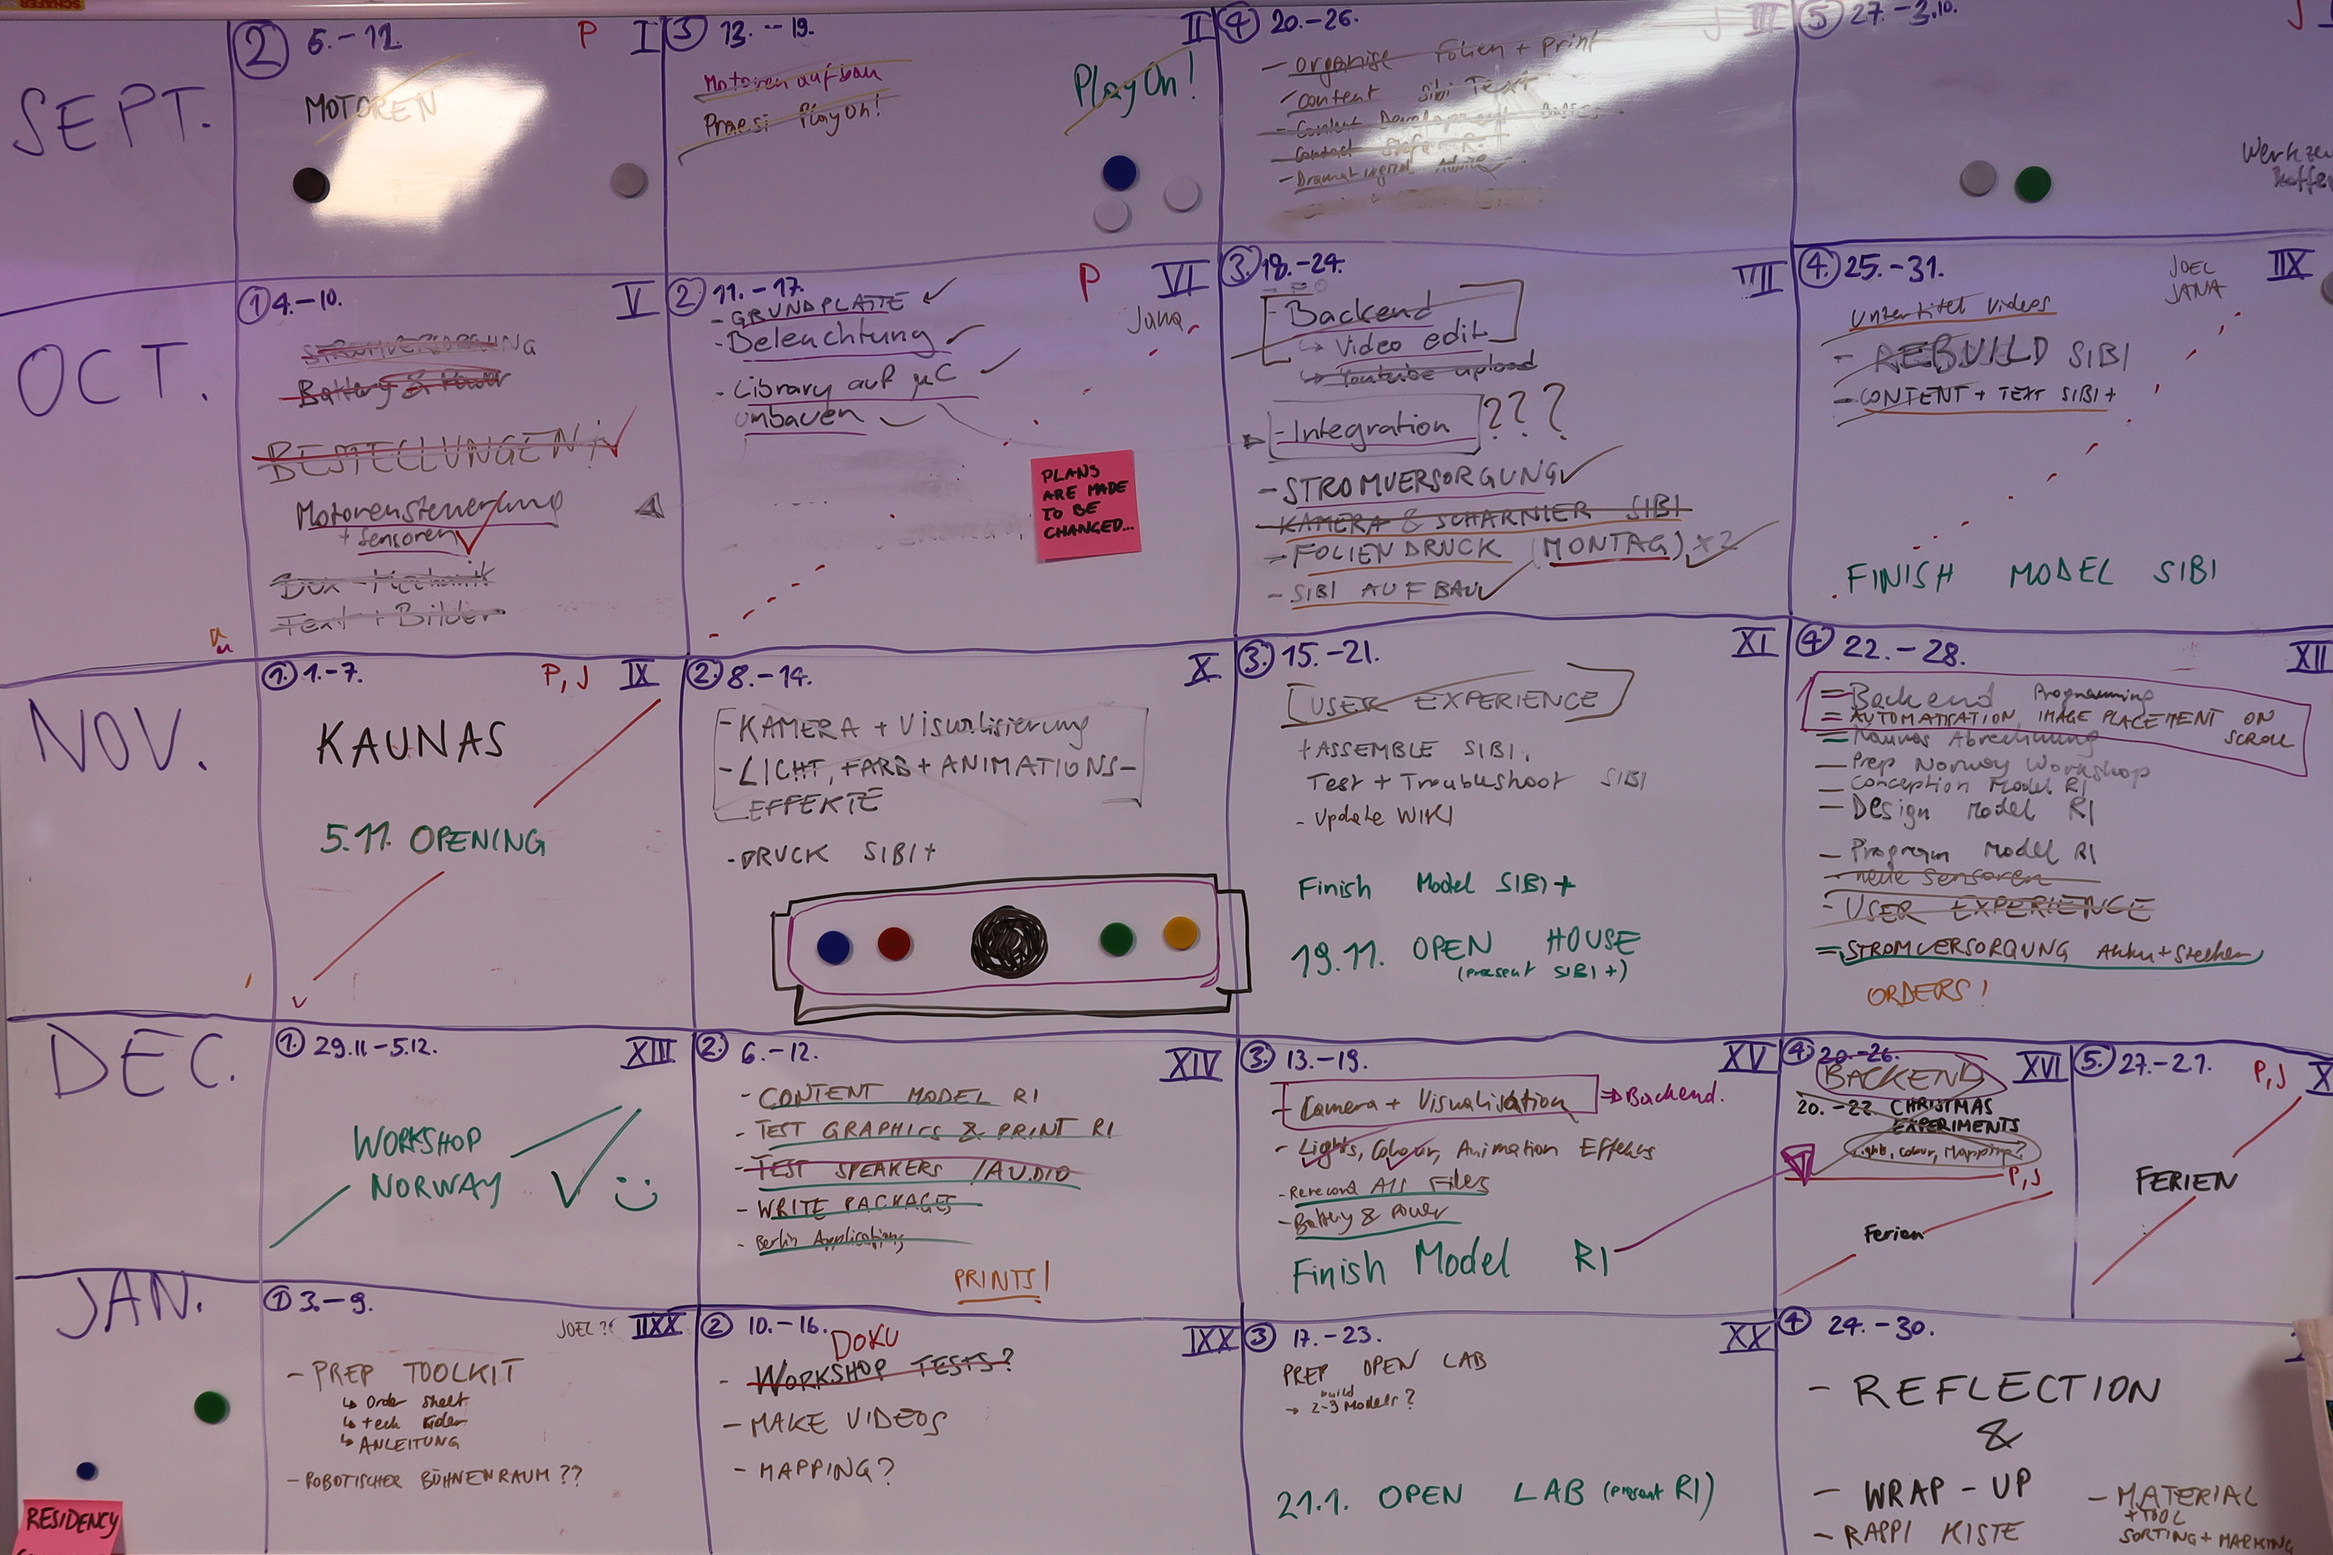 SCHÄFER
SEPT.
2 6.-12. P I
MOTOREN
3 13.-19. II
Motoren aufbau
Praesi PlayOn!
PlayOn!
4 20.-26. J III
- organise Folien + print
content Sibi Text
- Content Development
- Contact
- Dramaturgical Advice
5 27.-3.10. J
Werkze
Koffe
OCT.
1 4.-10. V
STROMVERSORGUNG
Battery & Power
BESTELLUNGEN!
Motorensteuerung
+ Sensoren
Box-Mechanik
Text + Bilder
2 11.-17. P VI
Jana
- GRUNDPLATTE
- Beleuchtung
- Library auf µC
umbauen
PLANS
ARE MADE
TO BE
CHANGED...
3. 18.-24. VII
- Backend
↳ Video edit
↳ Youtube upload
- Integration ???
- STROMVERSORGUNG
- KAMERA & SCHARNIER SIBI
- FOLIENDRUCK (MONTAG) x2
- SIBI AUFBAU
4. 25.-31. IIX
JOEL
JANA
Untertitel Videos
- REBUILD SIBI
- CONTENT + TEXT SIBI+
FINISH MODEL SIBI
NOV.
1. 1.-7. P, J IX
KAUNAS
5.11. OPENING
2. 8.-14. X
- KAMERA + Visualisierung
- LICHT, FARB + ANIMATIONS-
EFFEKTE
- DRUCK SIBI+
3. 15.-21. XI
USER EXPERIENCE
+ ASSEMBLE SIBI.
Test + Troubleshoot SIBI
- Update WIKI
Finish Model SIBI+
19.11. OPEN HOUSE
(present SIBI+)
4 22.-28. XII
- Backend Programming
- AUTOMATISATION, IMAGE PLACEMENT ON
SCROLL
- Kaunas Abrechnung
- Prep Norway Workshop
- Conception Model RI
- Design Model RI
- Program Model RI
- neue Sensoren
- USER EXPERIENCE
- STROMVERSORGUNG Akku + Stecker
ORDERS!
DEC.
1. 29.11-5.12. XIII
WORKSHOP
NORWAY
2. 6.-12. XIV
- CONTENT MODEL RI
- TEST GRAPHICS & PRINT RI
- TEST SPEAKERS / AUDIO
- WRITE PACKAGES
- Berlin Application
PRINTS!
3. 13.-19. XV
- Camera + Visualisation ⇒ Backend.
- Lights, Colour, Animation Effects
- Rerecord All Files
- Battery & Power
Finish Model RI
4. 20.-26. XVI
BACKEND
20.-22. CHRISTMAS
EXPERIMENTS
Lights, Colour, Mapping?
P, J
Ferien
5. 27.-2.1. P, J X
FERIEN
JAN.
1 3.-9. JOEL?! IIXX
- PREP TOOLKIT
↳ Order Sheet
↳ tech Rider
↳ ANLEITUNG
- ROBOTISCHER BÜHNENRAUM??
2 10.-16. IXX
DOKU
- WORKSHOP TESTS?
- MAKE VIDEOS
- MAPPING?
3 17.-23. XX
PREP OPEN LAB
build
→ 2-3 Models?
21.1. OPEN LAB (present RI)
4 24.-30.
- REFLECTION
&
- WRAP-UP
- RAPPI KISTE
- MATERIAL
+ TOOL
SORTING + MARKING
RESIDENCY